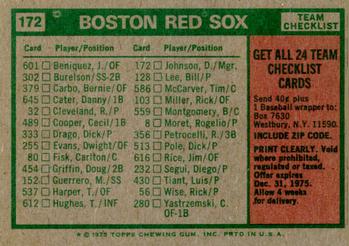 172 BOSTON RED SOX TEAM CHECKLIST
Card Player/Position Card Player/Position
601 Beniquez, J./OF 172 Johnson, D./Mgr.
302 Burelson/SS-2B 128 Lee, Bill/P
379 Carbo, Bernie/OF 586 McCarver, Tim/C
645 Cater, Danny/1B 103 Miller, Rick/OF
32 Cleveland, R./P 559 Montgomery, B/C
489 Cooper, Cecil/1B 8 Moret, Rogelio/P
333 Drago, Dick/P 356 Petrocelli, R/3B
255 Evans, Dwight/OF 513 Pole, Dick/P
80 Fisk, Carlton/C 616 Rice, Jim/OF
454 Griffin, Doug/2B 232 Segui, Diego/P
152 Guerrero, M./SS 430 Tiant, Luis/P
537 Harper, T./OF 56 Wise, Rick/P
612 Hughes, T/INF 280 Yastrzemski, C.
OF-1B
GET ALL 24 TEAM
CHECKLIST
CARDS
Send 40¢ plus
1 Baseball wrapper to:
Box 7630
Westbury, N.Y. 11590.
INCLUDE ZIP CODE.
PRINT CLEARLY. Void
where prohibited,
regulated, or taxed.
Offer expires
Dec. 31, 1975.
Allow 4 weeks
for delivery.
* © 1975 TOPPS CHEWING GUM, INC. PRTD IN U.S.A.